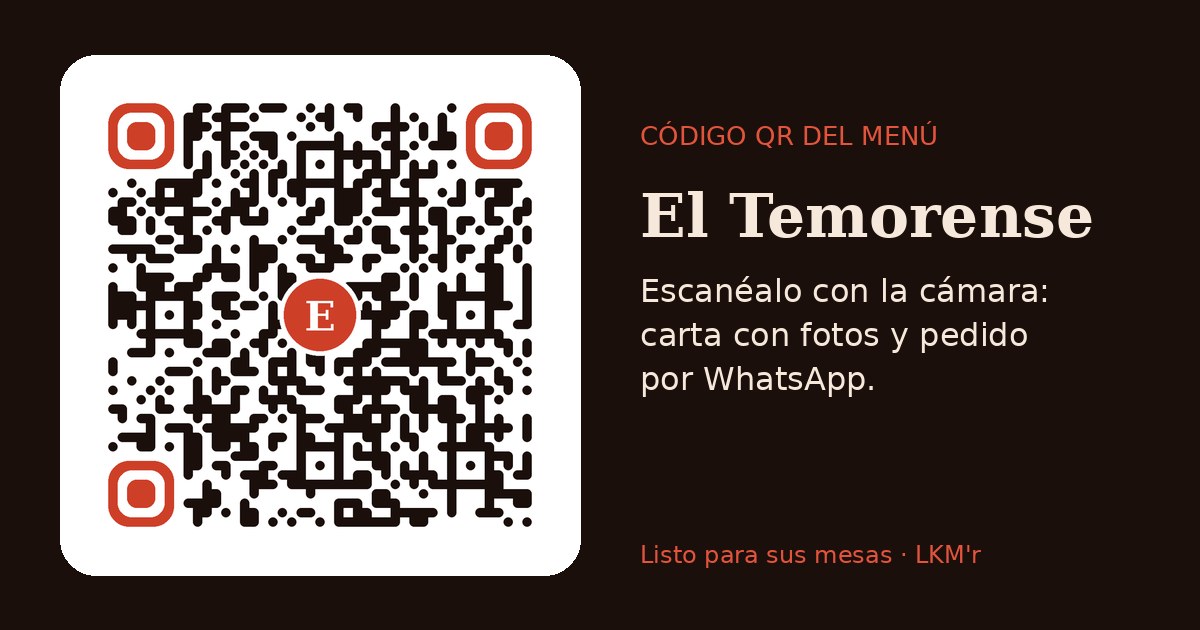 CÓDIGO QR DEL MENÚ
El Temorense
Escanéalo con la cámara:
carta con fotos y pedido
por WhatsApp.
E
Listo para sus mesas · LKM'r